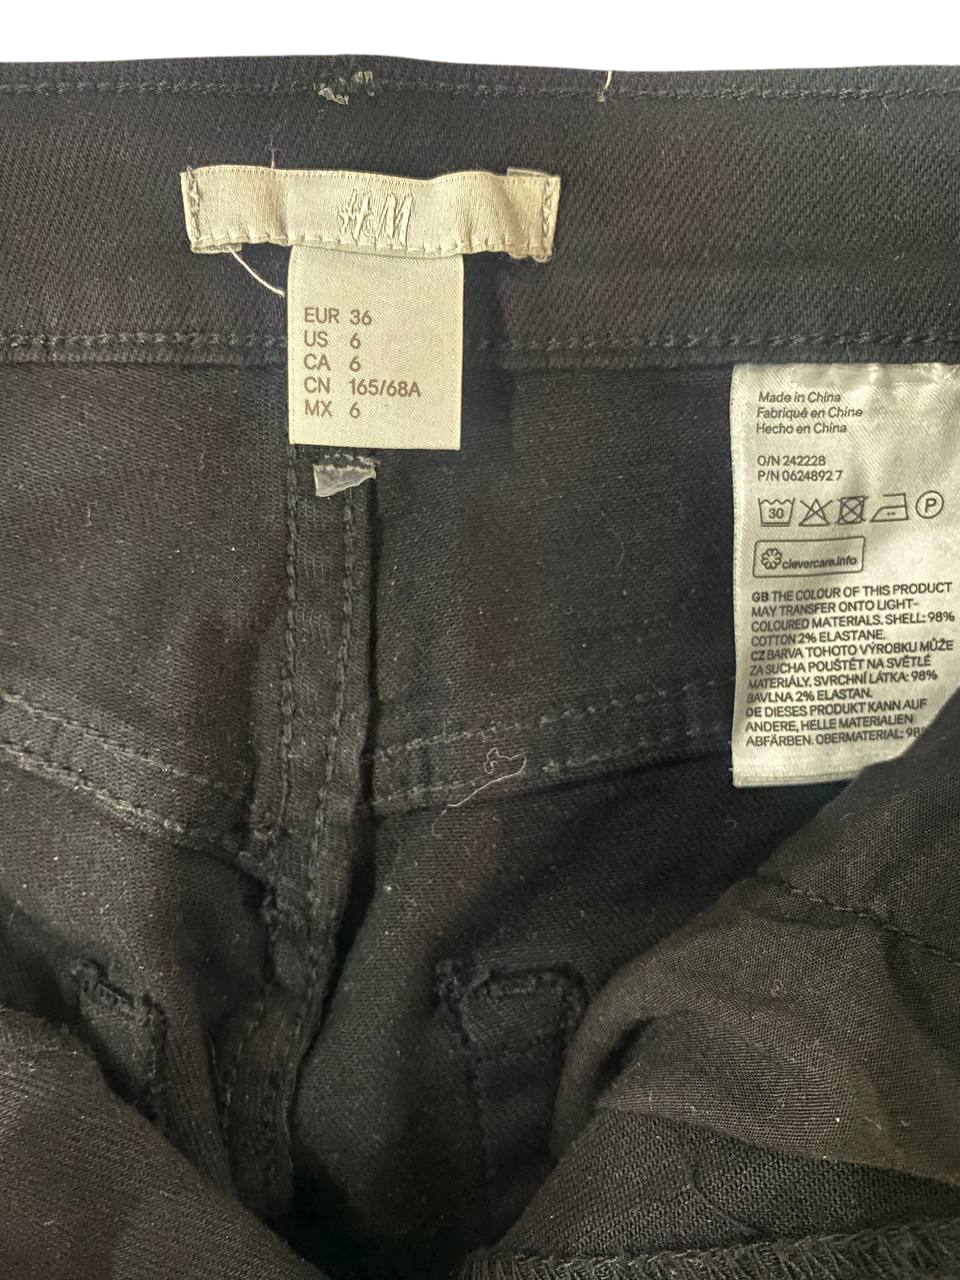 H&M
EUR 36
US 6
CA 6
CN 165/68A
MX 6
Made in China
Fabriqué en Chine
Hecho en China
O/N 242228
P/N 0624892 7
30
P
clevercare.info
GB THE COLOUR OF THIS PRODUCT
MAY TRANSFER ONTO LIGHT-
COLOURED MATERIALS. SHELL: 98%
COTTON 2% ELASTANE.
CZ BARVA TOHOTO VÝROBKU MŮŽE
ZA SUCHA POUŠTĚT NA SVĚTLÉ
MATERIÁLY. SVRCHNÍ LÁTKA: 98%
BAVLNA 2% ELASTAN.
DE DIESES PRODUKT KANN AUF
ANDERE, HELLE MATERIALIEN
ABFÄRBEN. OBERMATERIAL: 98